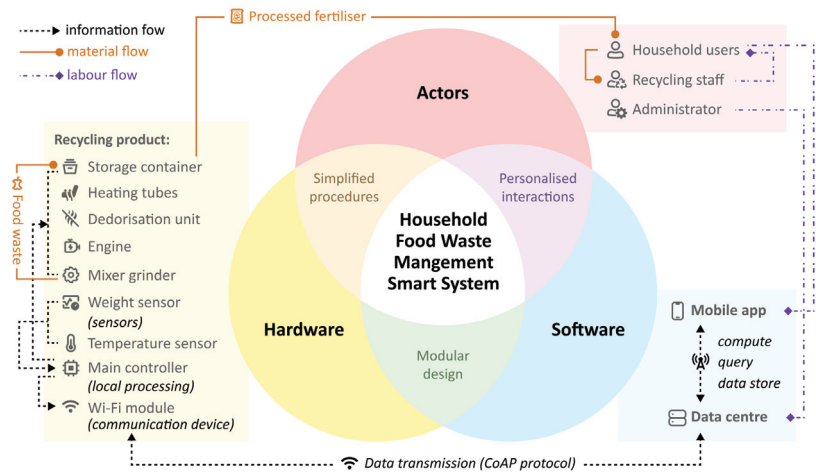 information fow
material flow
labour flow
Processed fertiliser
Household users
Recycling staff
Administrator
Actors
Simplified
procedures
Personalised
interactions
Household
Food Waste
Mangement
Smart System
Hardware
Software
Modular
design
Recycling product:
Storage container
Heating tubes
Dedorisation unit
Engine
Mixer grinder
Weight sensor
(sensors)
Temperature sensor
Main controller
(local processing)
Wi-Fi module
(communication device)
Food waste
Mobile app
compute
query
data store
Data centre
Data transmission (CoAP protocol)